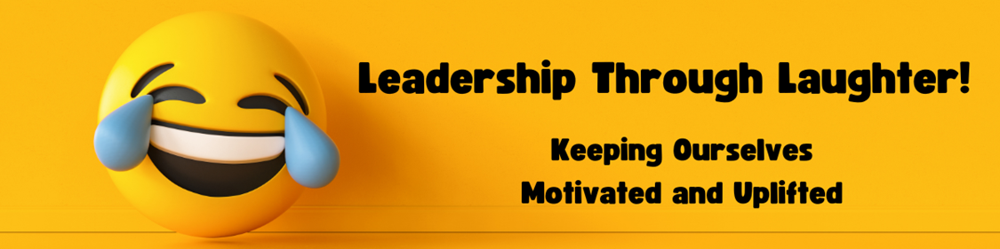 Leadership Through Laughter!
Keeping Ourselves
Motivated and Uplifted